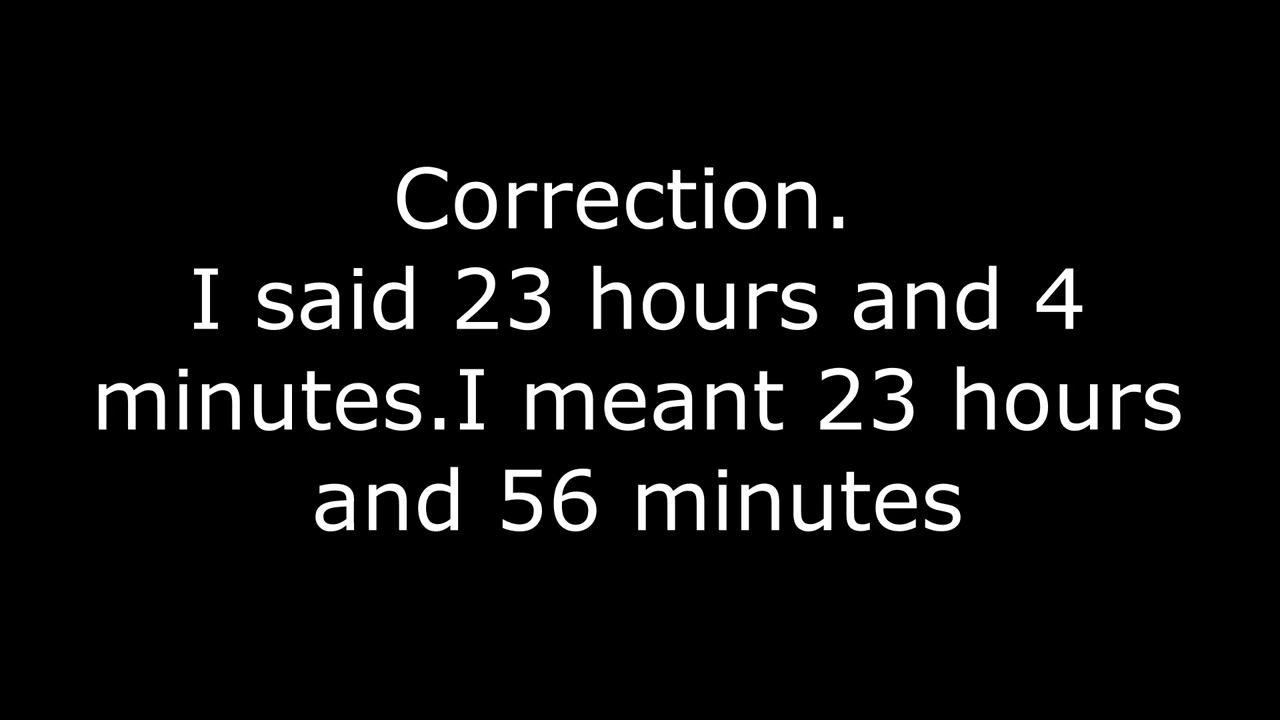 Correction.
I said 23 hours and 4
minutes.I meant 23 hours
and 56 minutes